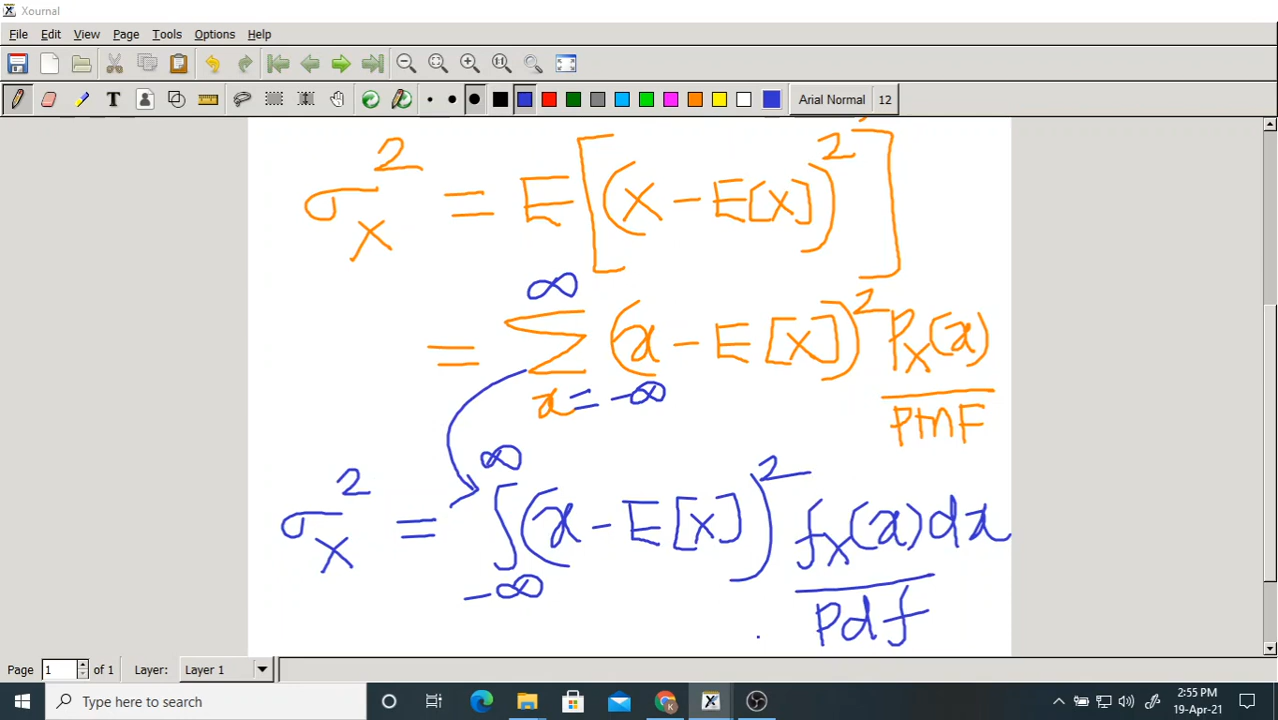 Xournal
File Edit View Page Tools Options Help
Arial Normal 12
σ_X^2 = E[(X - E[X])^2]
= ∑_{x=-∞}^{∞} (x - E[X])^2 p_X(x)
PMF
σ_X^2 = ∫_{-∞}^{∞} (x - E[X])^2 f_X(x) dx
Pdf
Page 1 of 1 Layer: Layer 1
Type here to search
2:55 PM
19-Apr-21